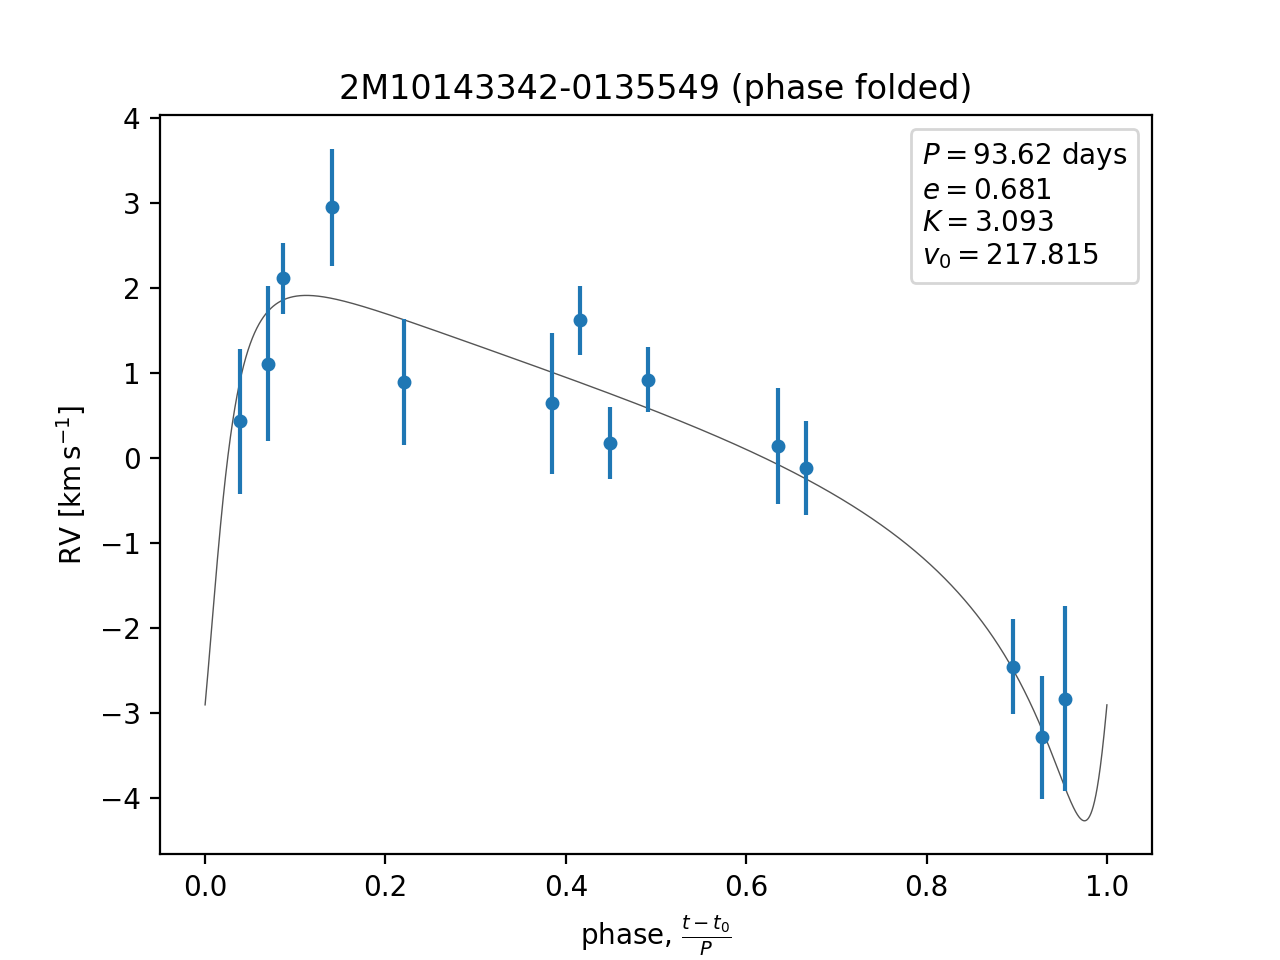 2M10143342-0135549 (phase folded)
P = 93.62 days
e = 0.681
K = 3.093
v₀ = 217.815
RV [km s⁻¹]
4
3
2
1
0
−1
−2
−3
−4
0.0 0.2 0.4 0.6 0.8 1.0
phase, (t − t₀)/P